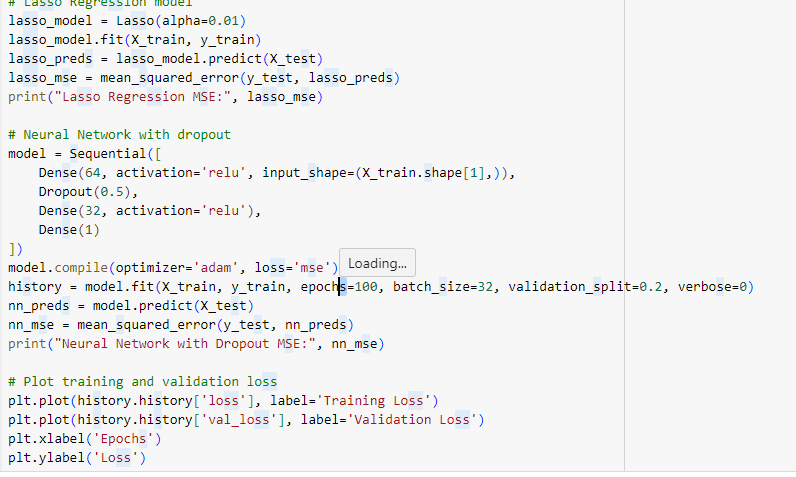 # Lasso Regression model
lasso_model = Lasso(alpha=0.01)
lasso_model.fit(X_train, y_train)
lasso_preds = lasso_model.predict(X_test)
lasso_mse = mean_squared_error(y_test, lasso_preds)
print("Lasso Regression MSE:", lasso_mse)
# Neural Network with dropout
model = Sequential([
    Dense(64, activation='relu', input_shape=(X_train.shape[1],)),
    Dropout(0.5),
    Dense(32, activation='relu'),
    Dense(1)
])
model.compile(optimizer='adam', loss='mse')
Loading...
history = model.fit(X_train, y_train, epochs=100, batch_size=32, validation_split=0.2, verbose=0)
nn_preds = model.predict(X_test)
nn_mse = mean_squared_error(y_test, nn_preds)
print("Neural Network with Dropout MSE:", nn_mse)
# Plot training and validation loss
plt.plot(history.history['loss'], label='Training Loss')
plt.plot(history.history['val_loss'], label='Validation Loss')
plt.xlabel('Epochs')
plt.ylabel('Loss')